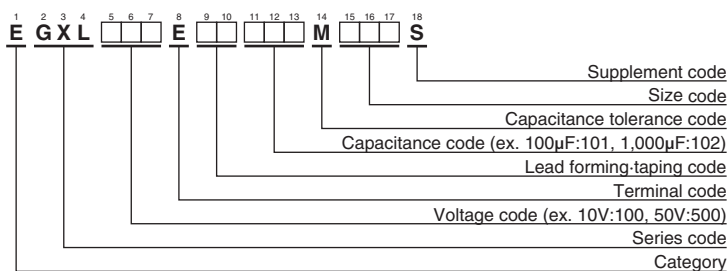 1 2 3 4 5 6 7 8 9 10 11 12 13 14 15 16 17 18
E G X L E M S
Supplement code
Size code
Capacitance tolerance code
Capacitance code (ex. 100µF:101, 1,000µF:102)
Lead forming·taping code
Terminal code
Voltage code (ex. 10V:100, 50V:500)
Series code
Category